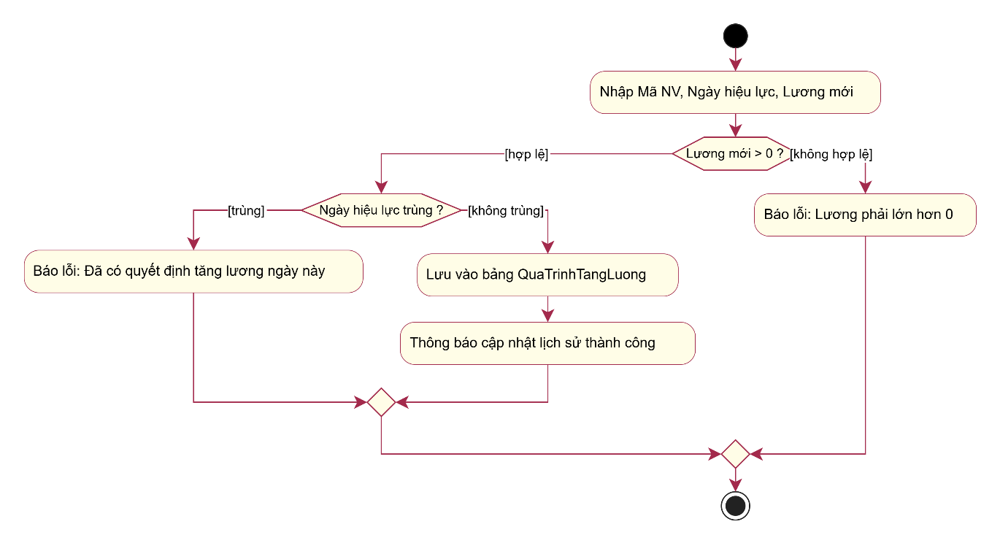 Nhập Mã NV, Ngày hiệu lực, Lương mới
Lương mới > 0 ?
[hợp lệ]
[không hợp lệ]
Ngày hiệu lực trùng ?
[trùng]
[không trùng]
Báo lỗi: Lương phải lớn hơn 0
Báo lỗi: Đã có quyết định tăng lương ngày này
Lưu vào bảng QuaTrinhTangLuong
Thông báo cập nhật lịch sử thành công